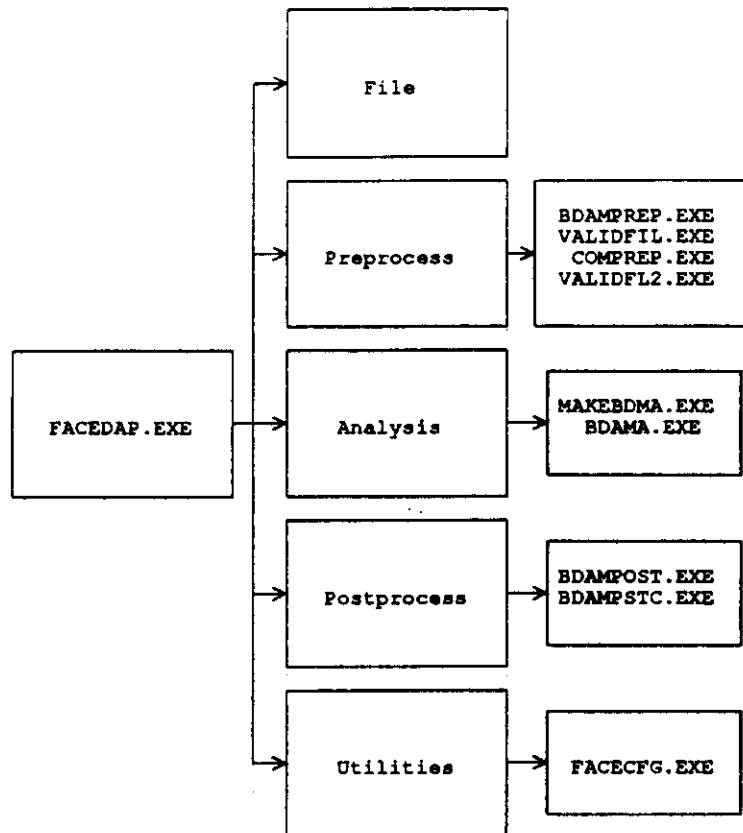 File
Preprocess
BDAMPREP.EXE
VALIDFIL.EXE
COMPREP.EXE
VALIDFL2.EXE
FACEDAP.EXE
Analysis
MAKEBDMA.EXE
BDAMA.EXE
Postprocess
BDAMPOST.EXE
BDAMPSTC.EXE
Utilities
FACECFG.EXE